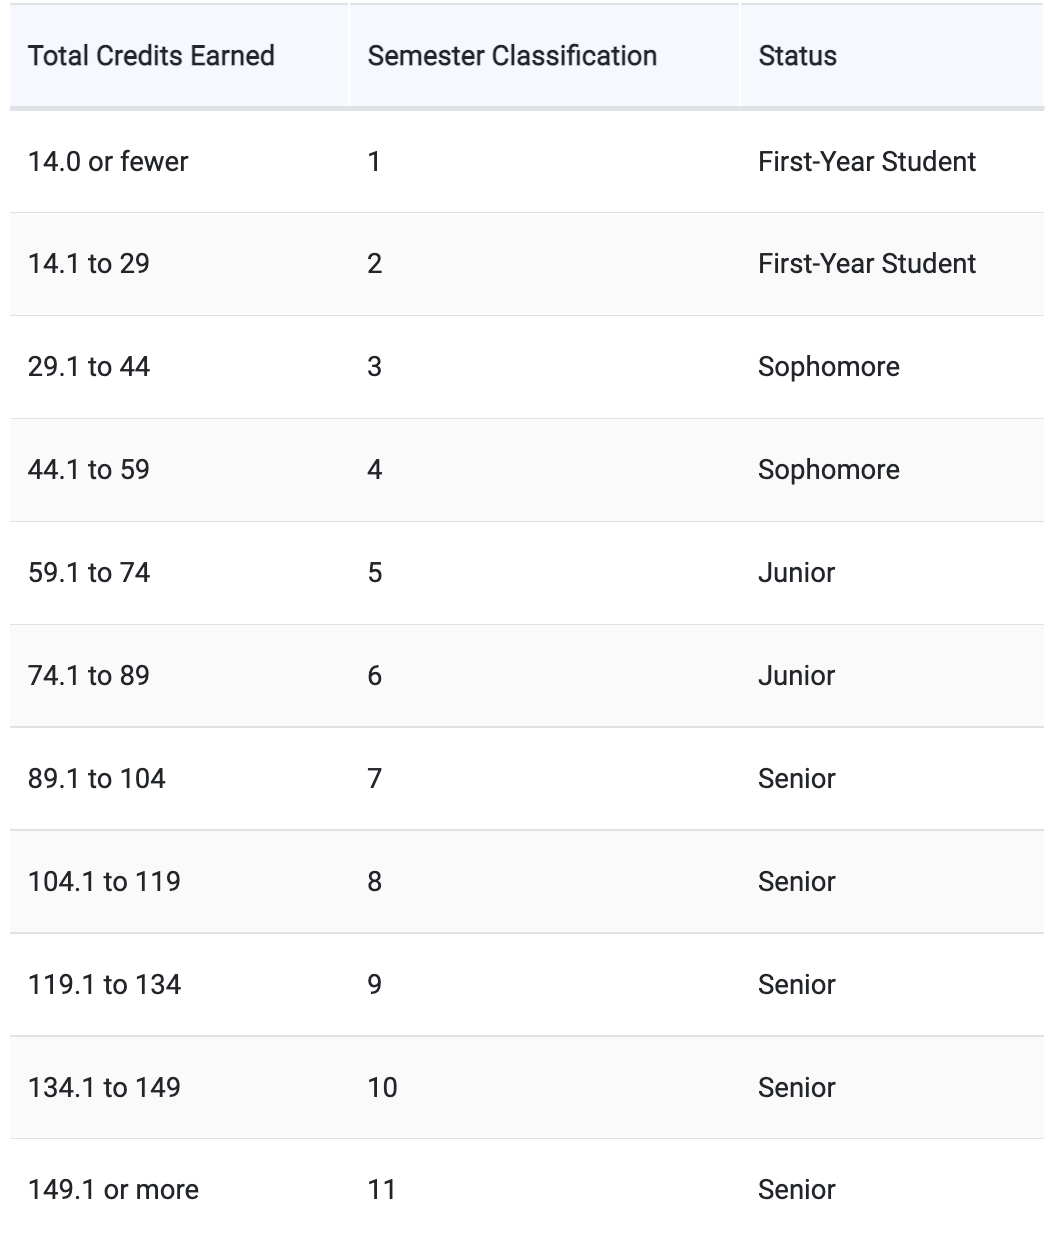 Total Credits Earned Semester Classification Status
14.0 or fewer 1 First-Year Student
14.1 to 29 2 First-Year Student
29.1 to 44 3 Sophomore
44.1 to 59 4 Sophomore
59.1 to 74 5 Junior
74.1 to 89 6 Junior
89.1 to 104 7 Senior
104.1 to 119 8 Senior
119.1 to 134 9 Senior
134.1 to 149 10 Senior
149.1 or more 11 Senior